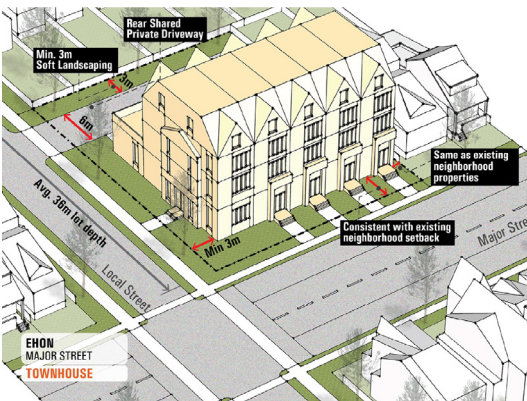 Rear Shared
Private Driveway
Min. 3m
Soft Landscaping
3m
6m
Avg. 36m lot depth
Local Street
Min 3m
Same as existing
neighborhood
properties
Consistent with existing
neighborhood setback
Major Stre
EHON
MAJOR STREET
TOWNHOUSE